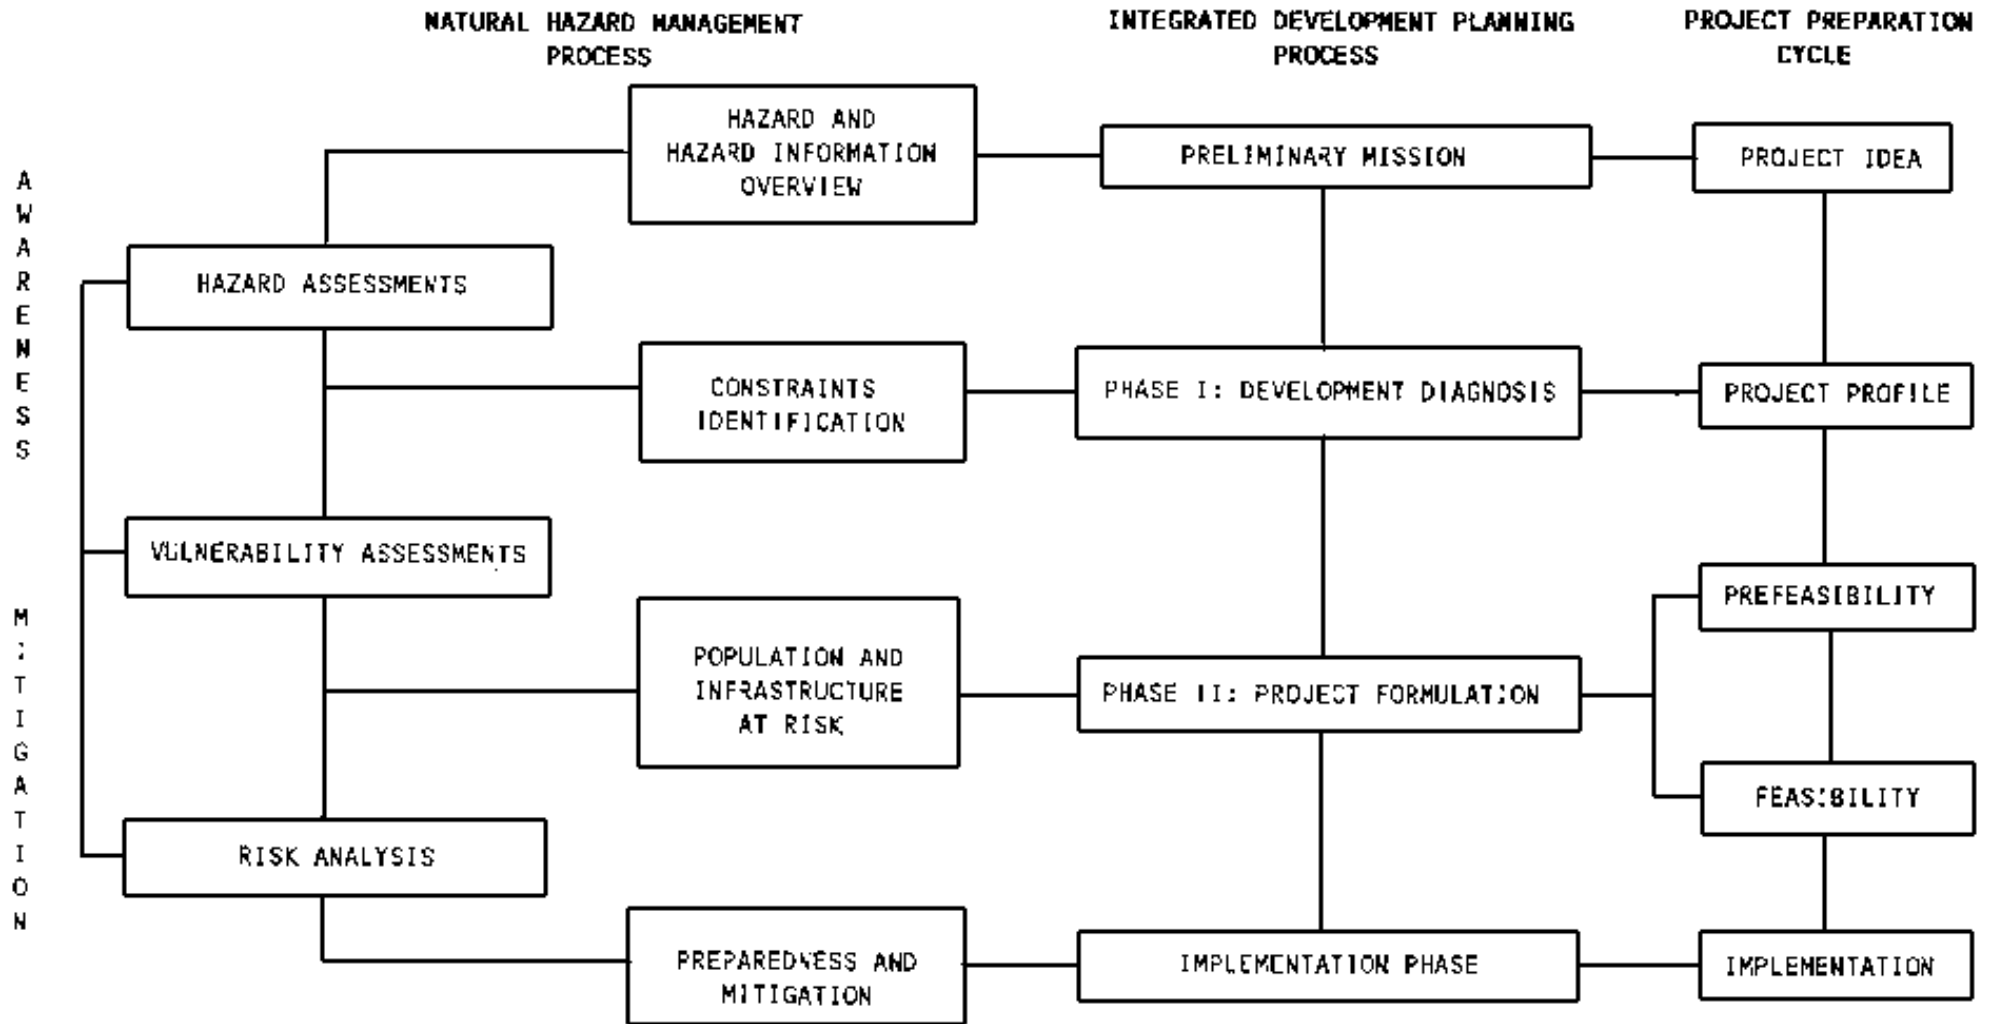 NATURAL HAZARD MANAGEMENT
PROCESS
INTEGRATED DEVELOPMENT PLANNING
PROCESS
PROJECT PREPARATION
CYCLE
AWARENESS
MITIGATION
HAZARD AND
HAZARD INFORMATION
OVERVIEW
PRELIMINARY MISSION
PROJECT IDEA
HAZARD ASSESSMENTS
CONSTRAINTS
IDENTIFICATION
PHASE I: DEVELOPMENT DIAGNOSIS
PROJECT PROFILE
VULNERABILITY ASSESSMENTS
PREFEASIBILITY
POPULATION AND
INFRASTRUCTURE
AT RISK
PHASE II: PROJECT FORMULATION
FEASIBILITY
RISK ANALYSIS
PREPAREDNESS AND
MITIGATION
IMPLEMENTATION PHASE
IMPLEMENTATION